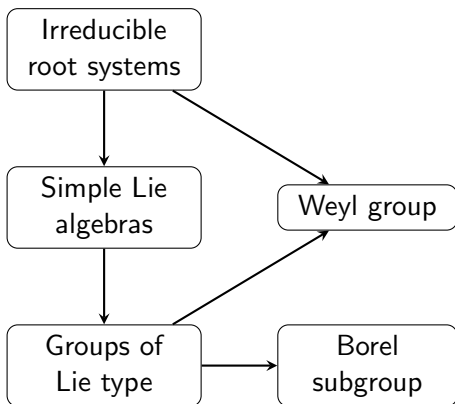 Irreducible
root systems
Simple Lie
algebras
Weyl group
Groups of
Lie type
Borel
subgroup